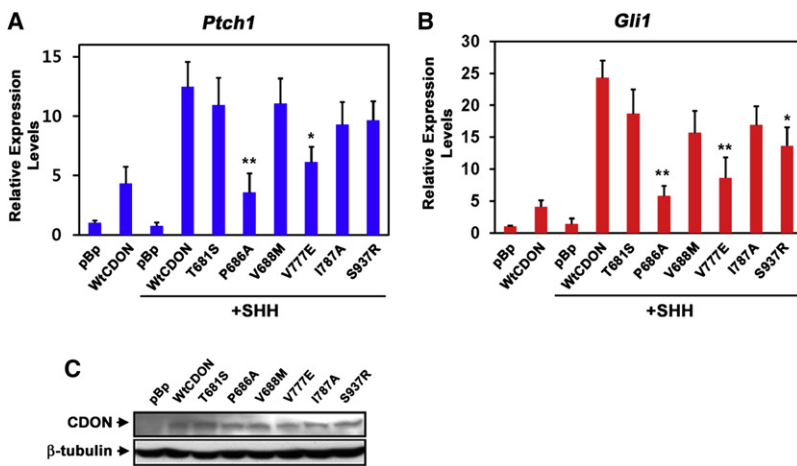 A
Ptch1
Relative Expression
Levels
15
10
5
0
pBp
WtCDON
pBp
WtCDON
T681S
P686A
**
V688M
V777E
*
I787A
S937R
+SHH
B
Gli1
Relative Expression
Levels
30
25
20
15
10
5
0
pBp
WtCDON
pBp
WtCDON
T681S
P686A
**
V688M
V777E
**
I787A
S937R
*
+SHH
C
pBp
WtCDON
T681S
P686A
V688M
V777E
I787A
S937R
CDON
β-tubulin